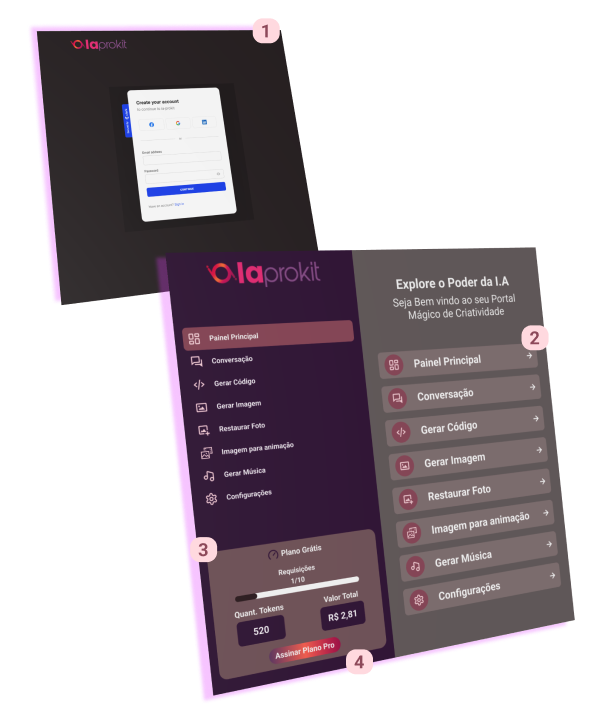 1
Iaprokit
Create your account
to continue to iaprokit
or
Email address
Password
CONTINUE
Have an account? Sign in
2
Iaprokit
Painel Principal
Conversação
Gerar Código
Gerar Imagem
Restaurar Foto
Imagem para animação
Gerar Música
Configurações
3
Plano Grátis
Requisições
1/10
Quant. Tokens
Valor Total
520
R$ 2,81
Assinar Plano Pro
4
Explore o Poder da I.A
Seja Bem vindo ao seu Portal
Mágico de Criatividade
Painel Principal
Conversação
Gerar Código
Gerar Imagem
Restaurar Foto
Imagem para animação
Gerar Música
Configurações